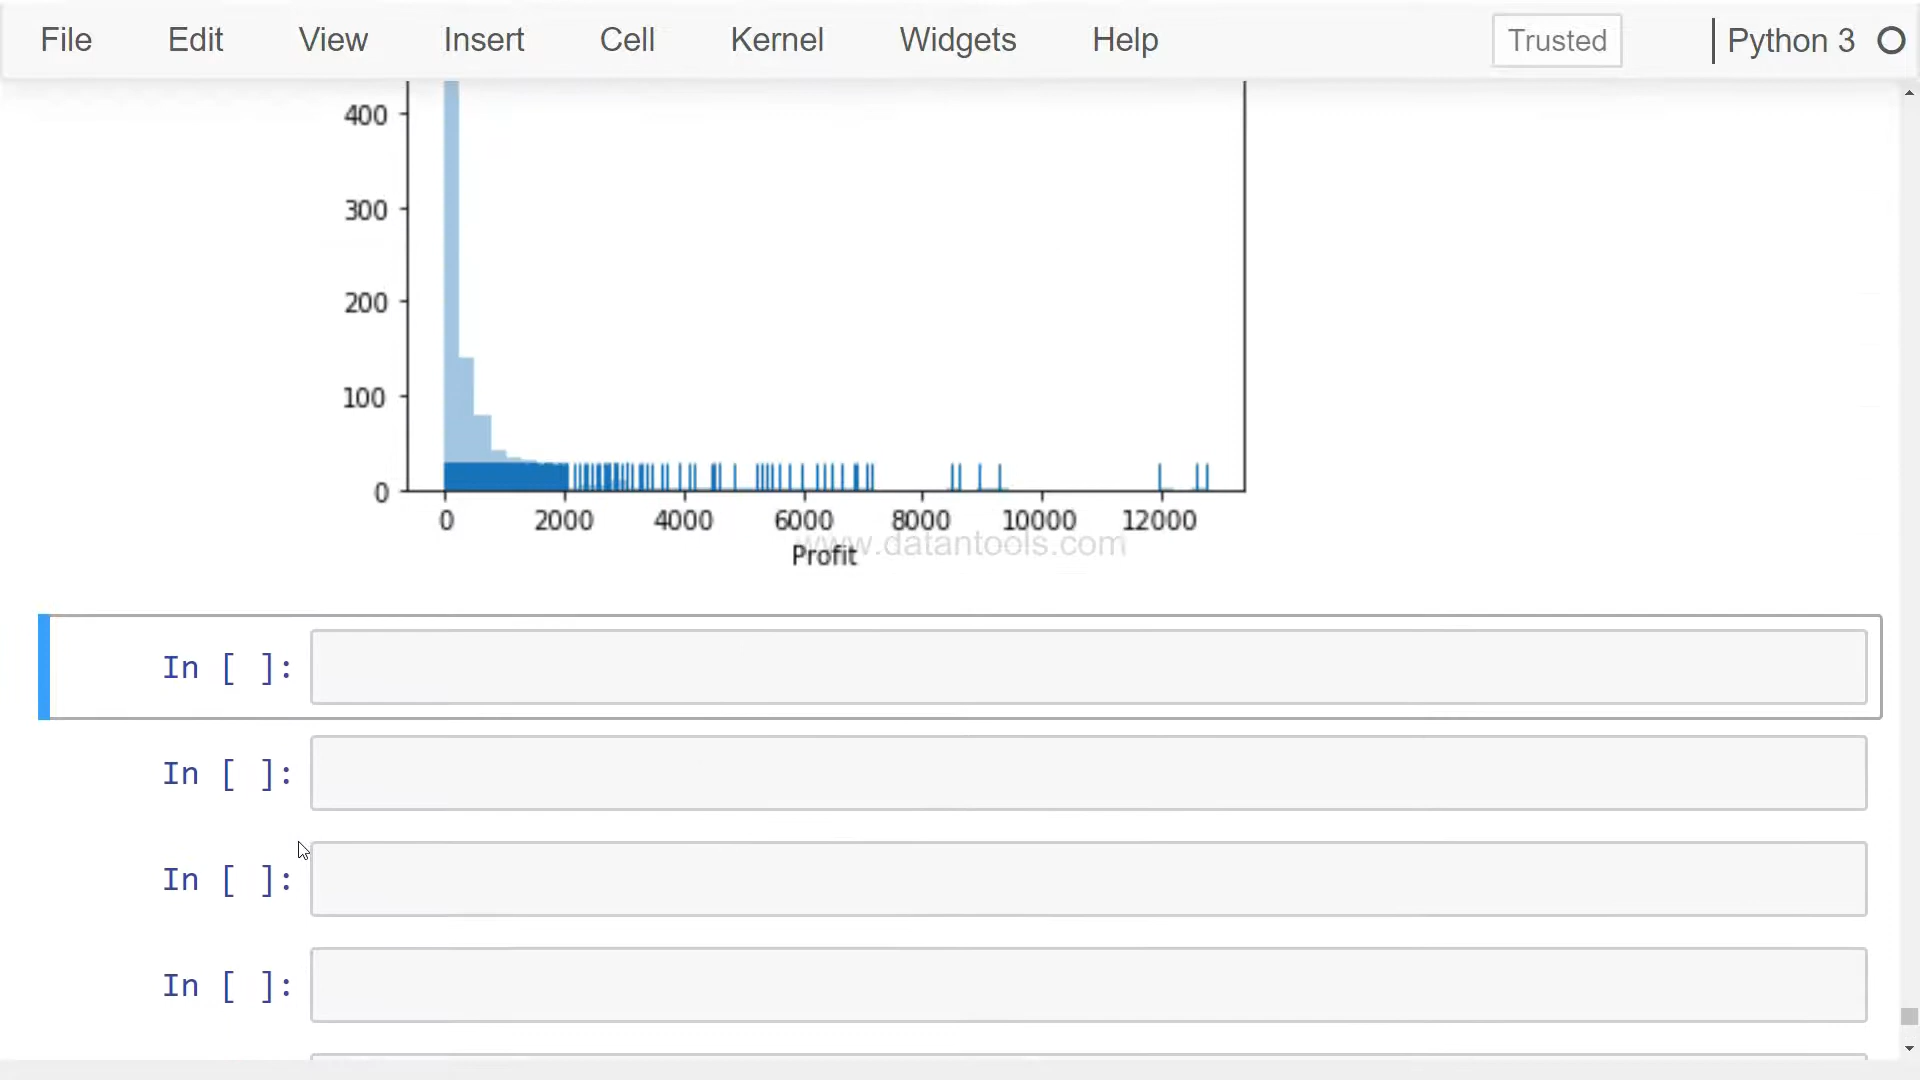 File Edit View Insert Cell Kernel Widgets Help Trusted Python 3
400
300
200
100
0
0 2000 4000 6000 8000 10000 12000
www.datantools.com
Profit
In [ ]:
In [ ]:
In [ ]:
In [ ]: